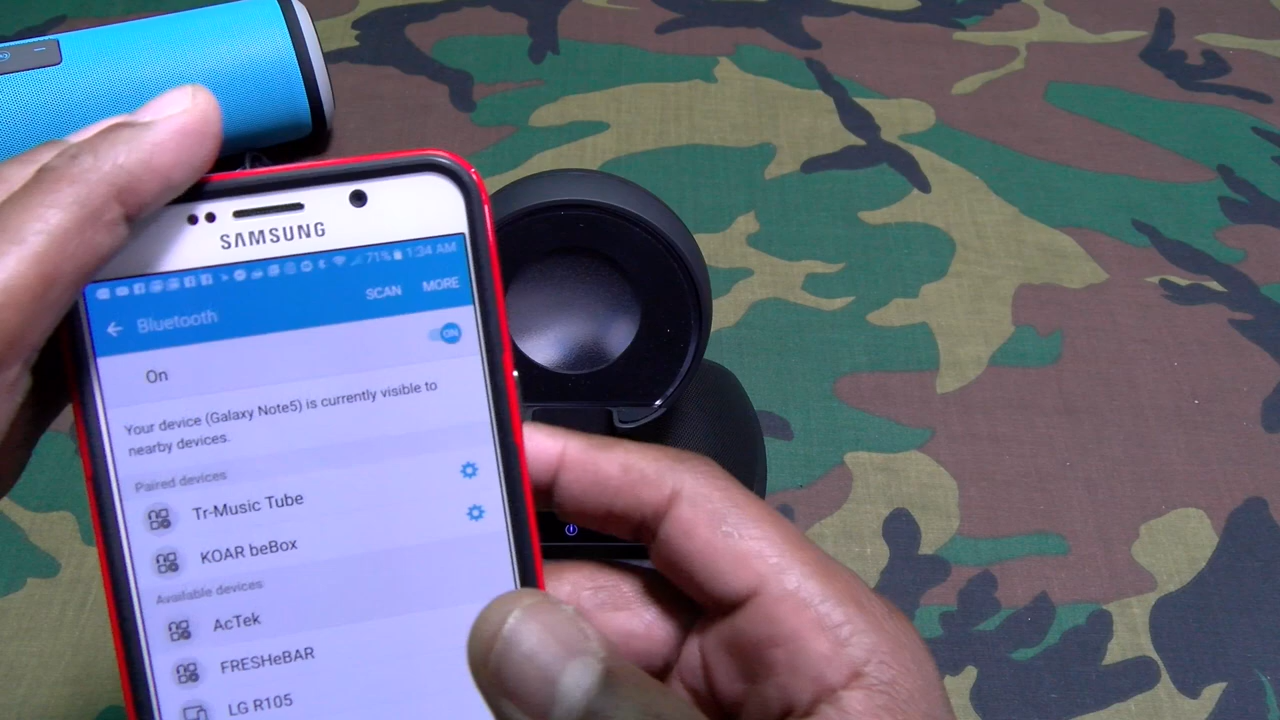 SAMSUNG
71% 1:34 AM
Bluetooth
SCAN MORE
ON
On
Your device (Galaxy Note5) is currently visible to
nearby devices.
Paired devices
Tr-Music Tube
KOAR beBox
Available devices
AcTek
FRESHeBAR
LG R105